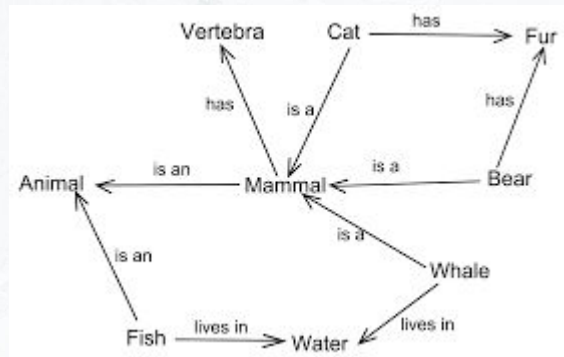 Vertebra
Cat
has
Fur
has
is a
has
Animal
is an
Mammal
is a
Bear
is an
is a
Whale
Fish
lives in
Water
lives in